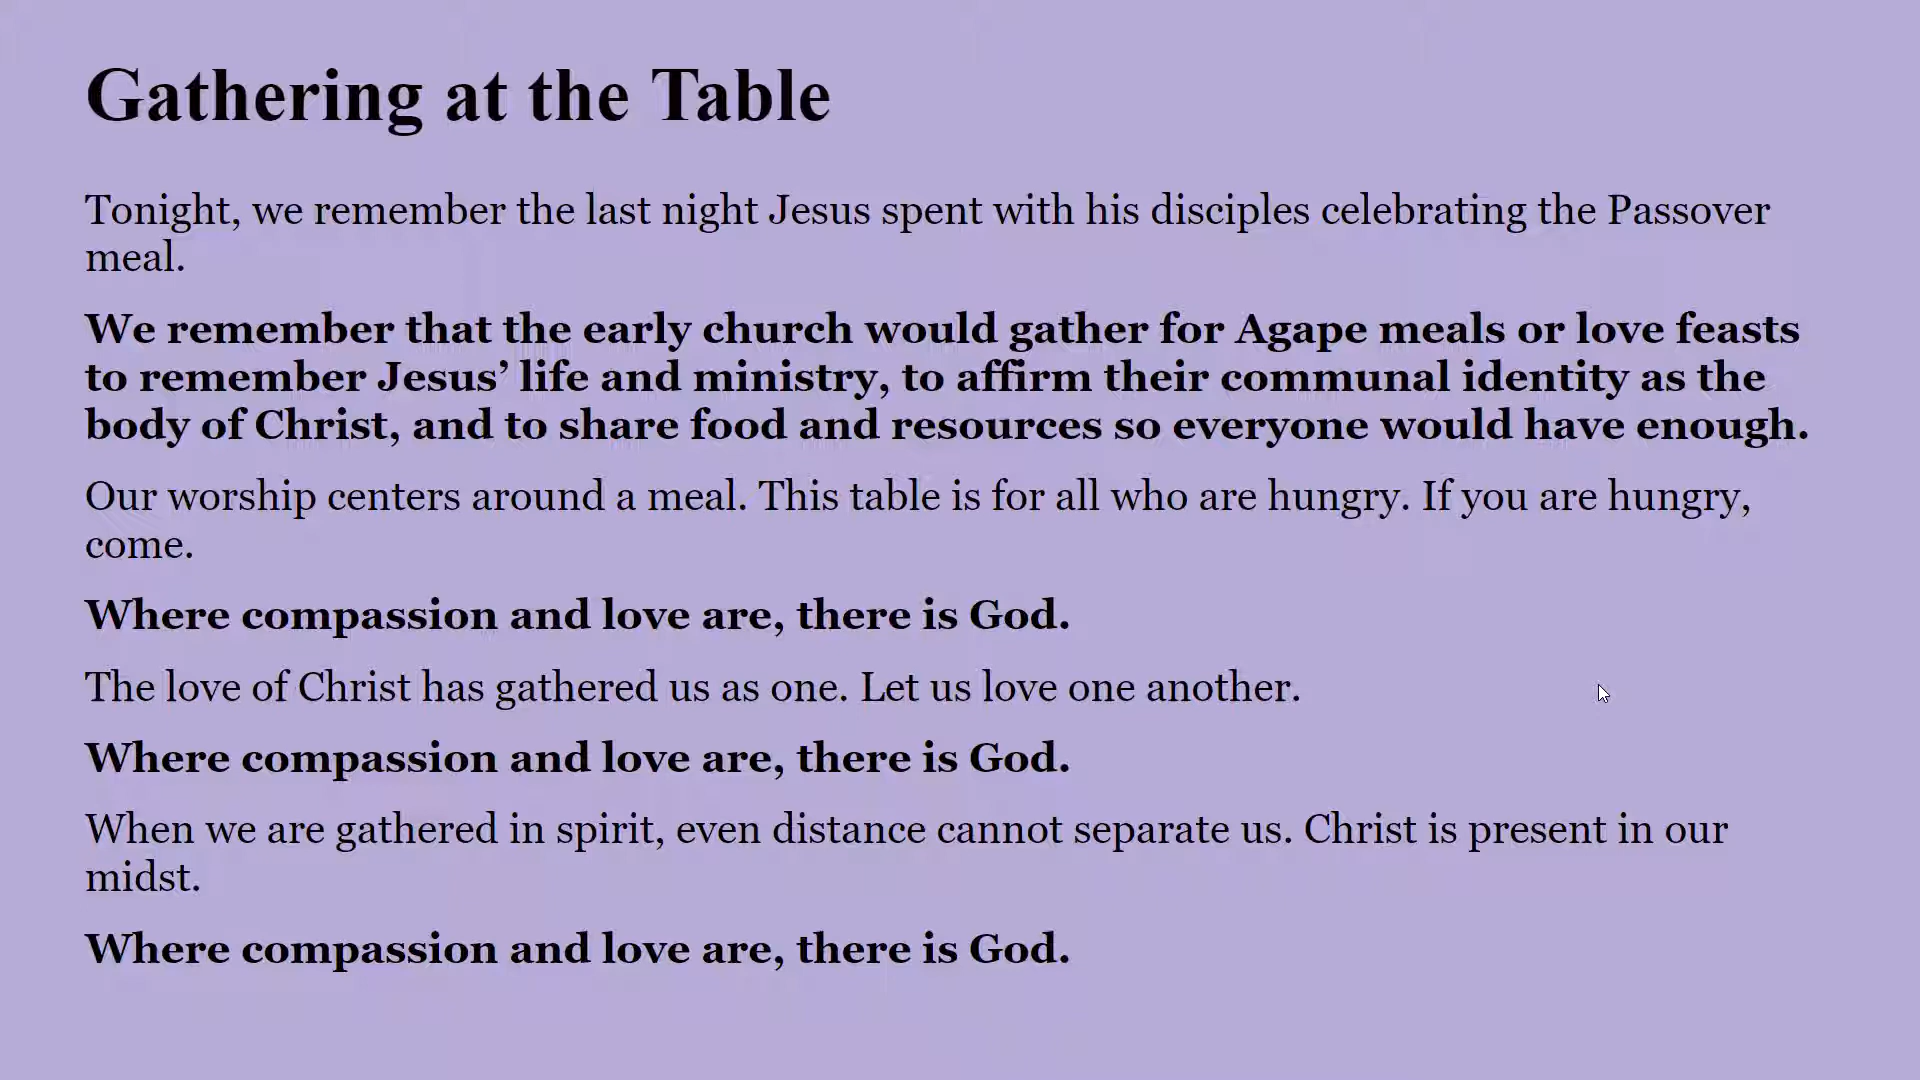 Gathering at the Table
Tonight, we remember the last night Jesus spent with his disciples celebrating the Passover
meal.
We remember that the early church would gather for Agape meals or love feasts
to remember Jesus’ life and ministry, to affirm their communal identity as the
body of Christ, and to share food and resources so everyone would have enough.
Our worship centers around a meal. This table is for all who are hungry. If you are hungry,
come.
Where compassion and love are, there is God.
The love of Christ has gathered us as one. Let us love one another.
Where compassion and love are, there is God.
When we are gathered in spirit, even distance cannot separate us. Christ is present in our
midst.
Where compassion and love are, there is God.